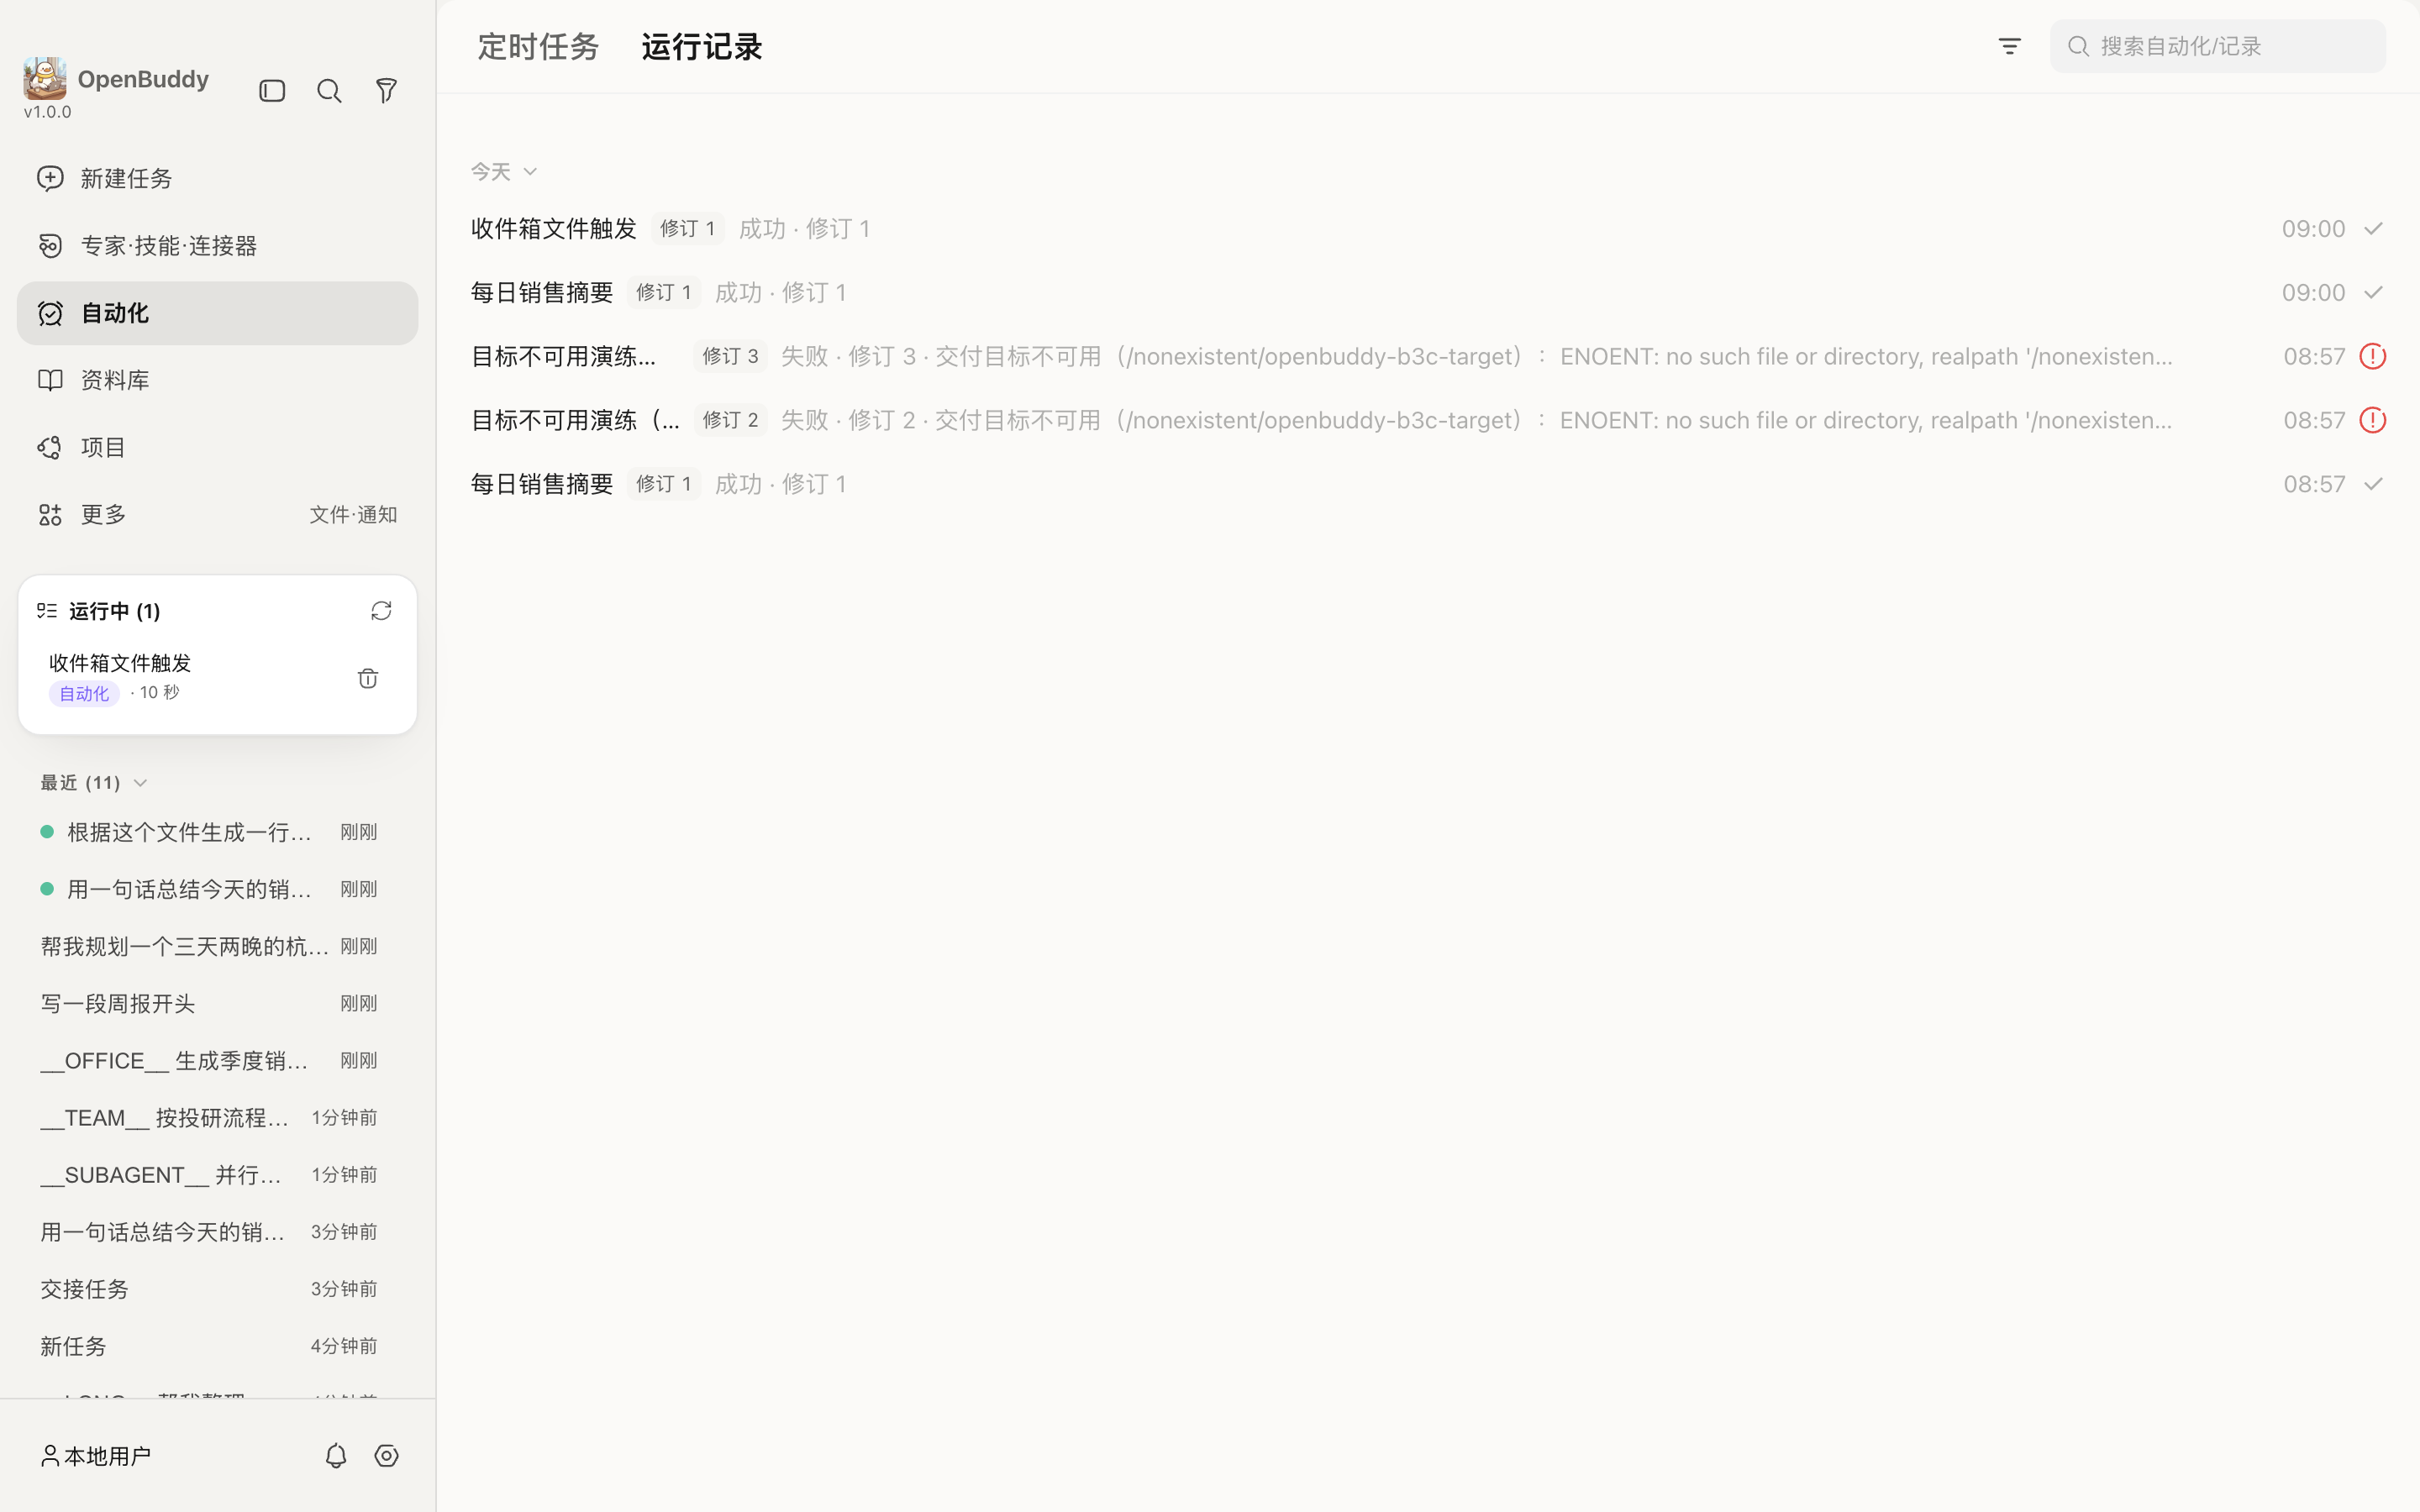 OpenBuddy
v1.0.0
新建任务
专家·技能·连接器
自动化
资料库
项目
更多 文件·通知
运行中 (1)
收件箱文件触发
自动化 · 10 秒
最近 (11)
根据这个文件生成一行... 刚刚
用一句话总结今天的销... 刚刚
帮我规划一个三天两晚的杭... 刚刚
写一段周报开头 刚刚
__OFFICE__ 生成季度销... 刚刚
__TEAM__ 按投研流程... 1分钟前
__SUBAGENT__ 并行... 1分钟前
用一句话总结今天的销... 3分钟前
交接任务 3分钟前
新任务 4分钟前
本地用户
定时任务 运行记录
搜索自动化/记录
今天
收件箱文件触发 修订 1 成功 · 修订 1 09:00
每日销售摘要 修订 1 成功 · 修订 1 09:00
目标不可用演练... 修订 3 失败 · 修订 3 · 交付目标不可用（/nonexistent/openbuddy-b3c-target）：ENOENT: no such file or directory, realpath '/nonexisten... 08:57
目标不可用演练（... 修订 2 失败 · 修订 2 · 交付目标不可用（/nonexistent/openbuddy-b3c-target）：ENOENT: no such file or directory, realpath '/nonexisten... 08:57
每日销售摘要 修订 1 成功 · 修订 1 08:57